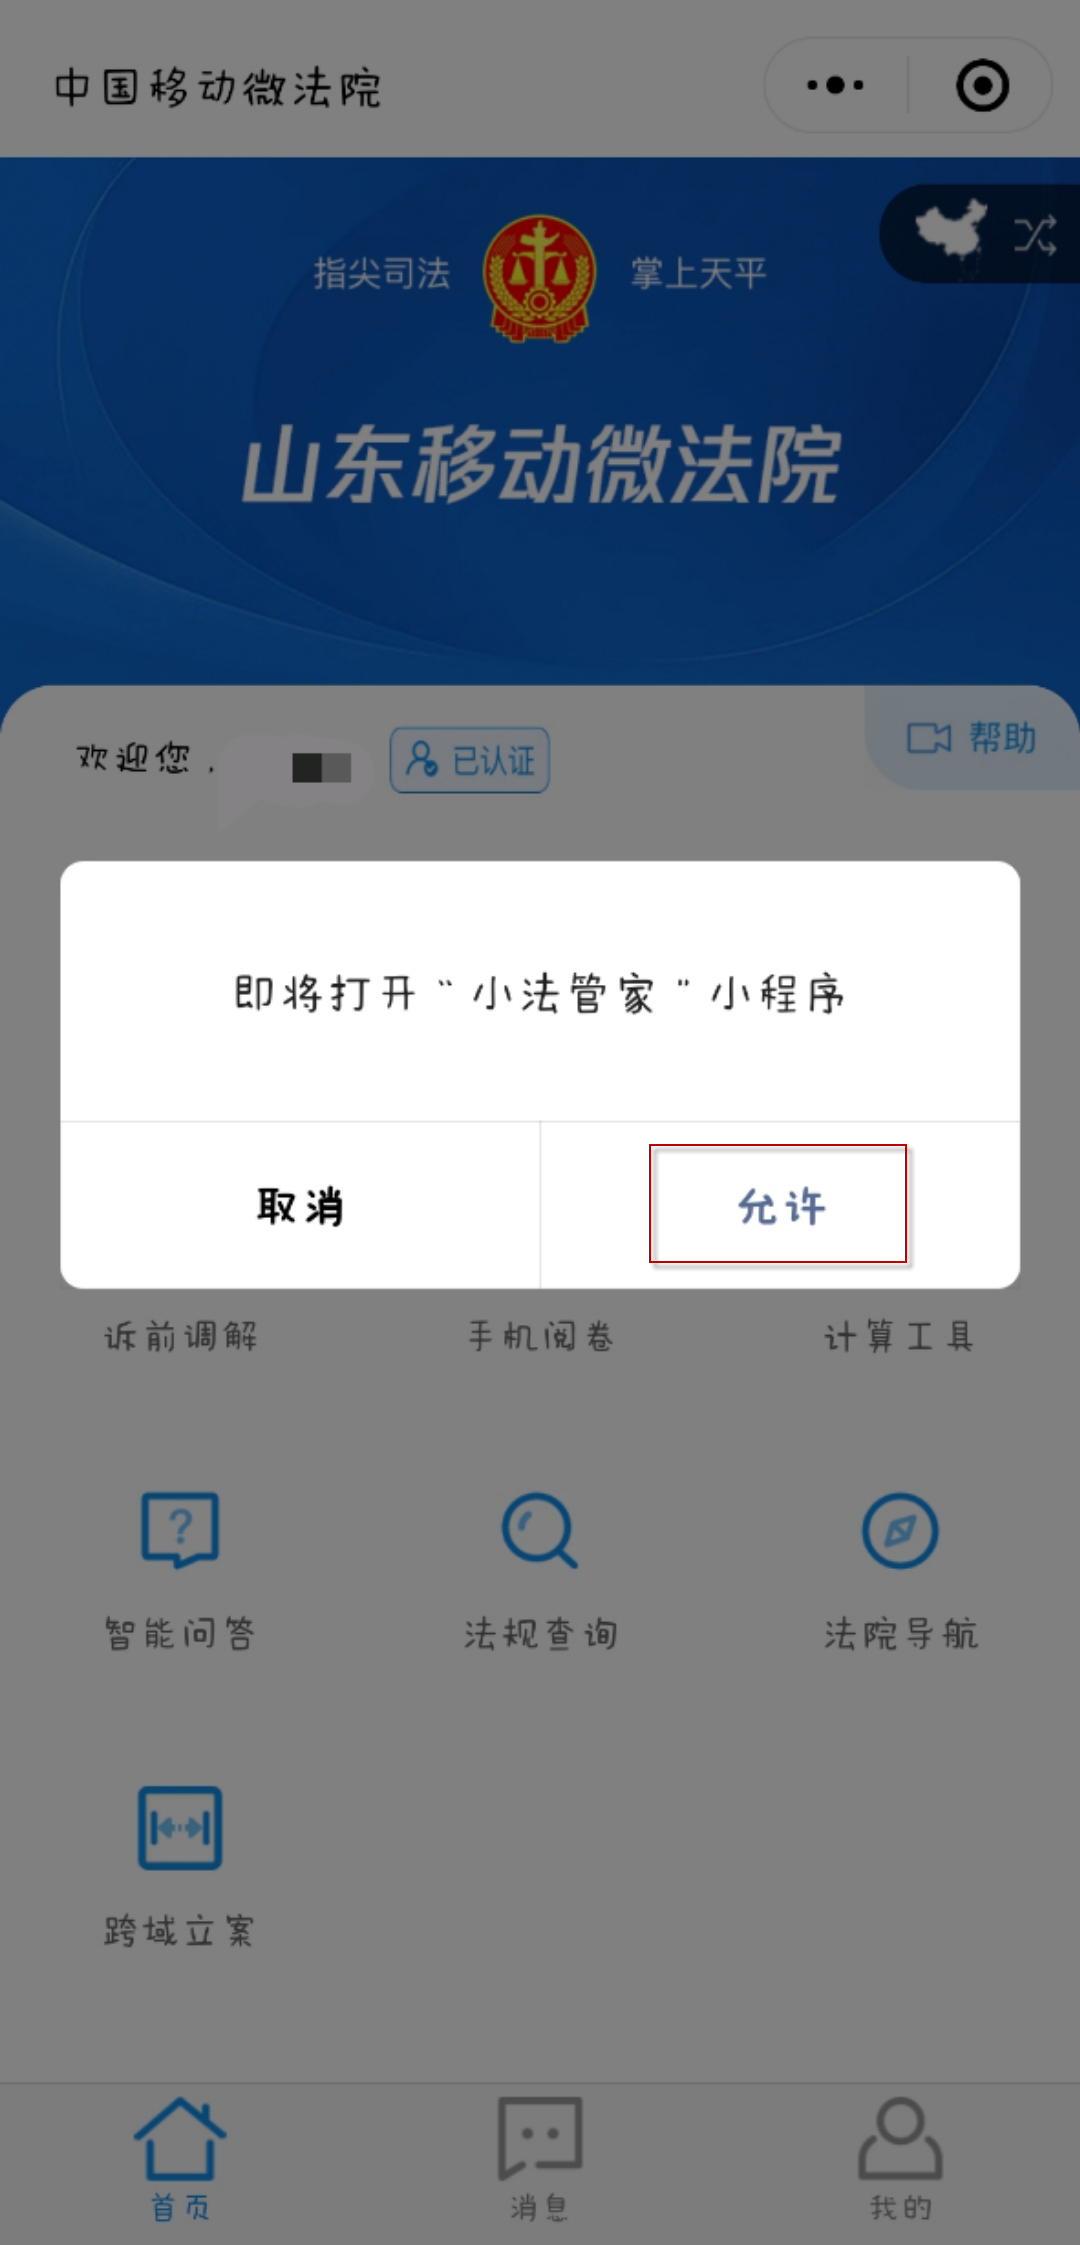 中国移动微法院
指尖司法 掌上天平
山东移动微法院
欢迎您，
已认证
帮助
即将打开“小法管家”小程序
取消 允许
诉前调解 手机阅卷 计算工具
智能问答 法规查询 法院导航
跨域立案
首页 消息 我的